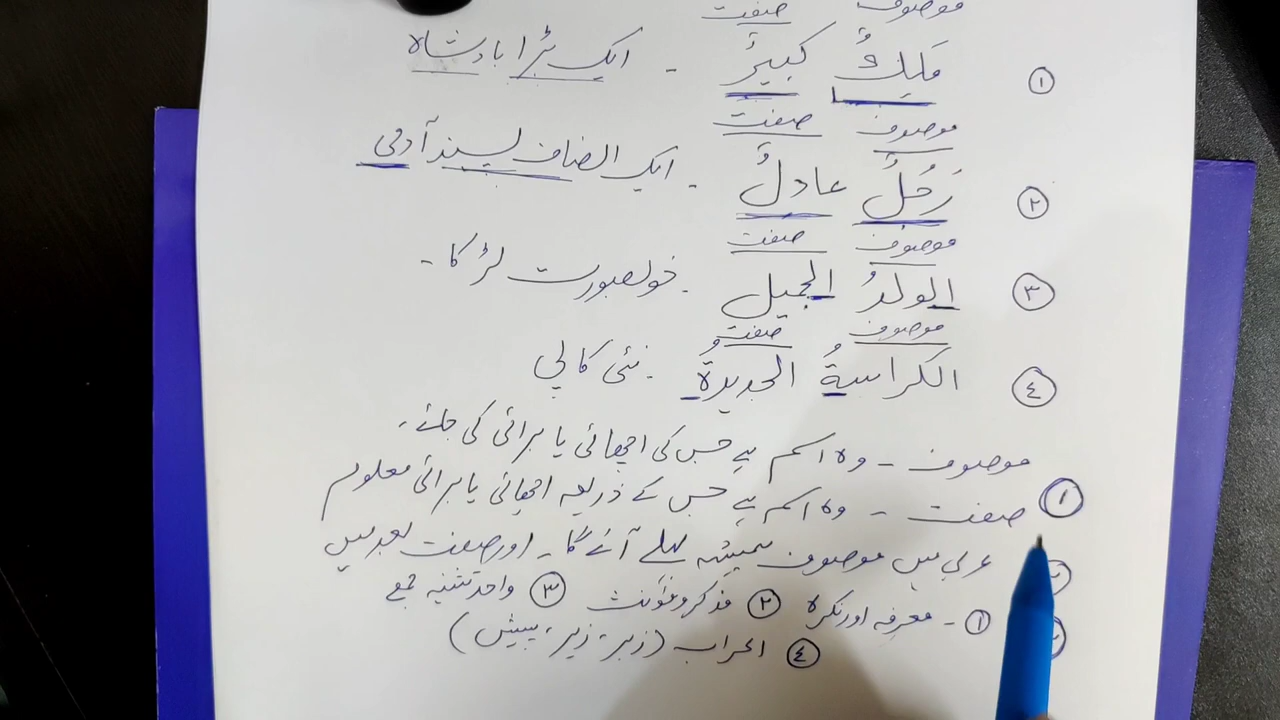 موصوف صفت
① مَلِكٌ كبيرٌ - ایک بڑا بادشاہ
موصوف صفت
② رَجُلٌ عادلٌ - ایک انصاف پسند آدمی
موصوف صفت
③ الولدُ الجميل - خوبصورت لڑکا -
موصوف صفت
④ الكراسةُ الجديدةُ - نئی کاپی
موصوف - وہ اسم ہے جس کی اچھائی یا برائی کی جائے -
① صفت - وہ اسم ہے جس کے ذریعہ اچھائی یا برائی معلوم
عربی میں موصوف ہمیشہ پہلے آئے گا - اور صفت بعد میں
① - معرفہ اور نکرہ ② مذکر و مؤنث ③ واحد تثنیہ جمع
④ اعراب (زبر، زیر، پیش)